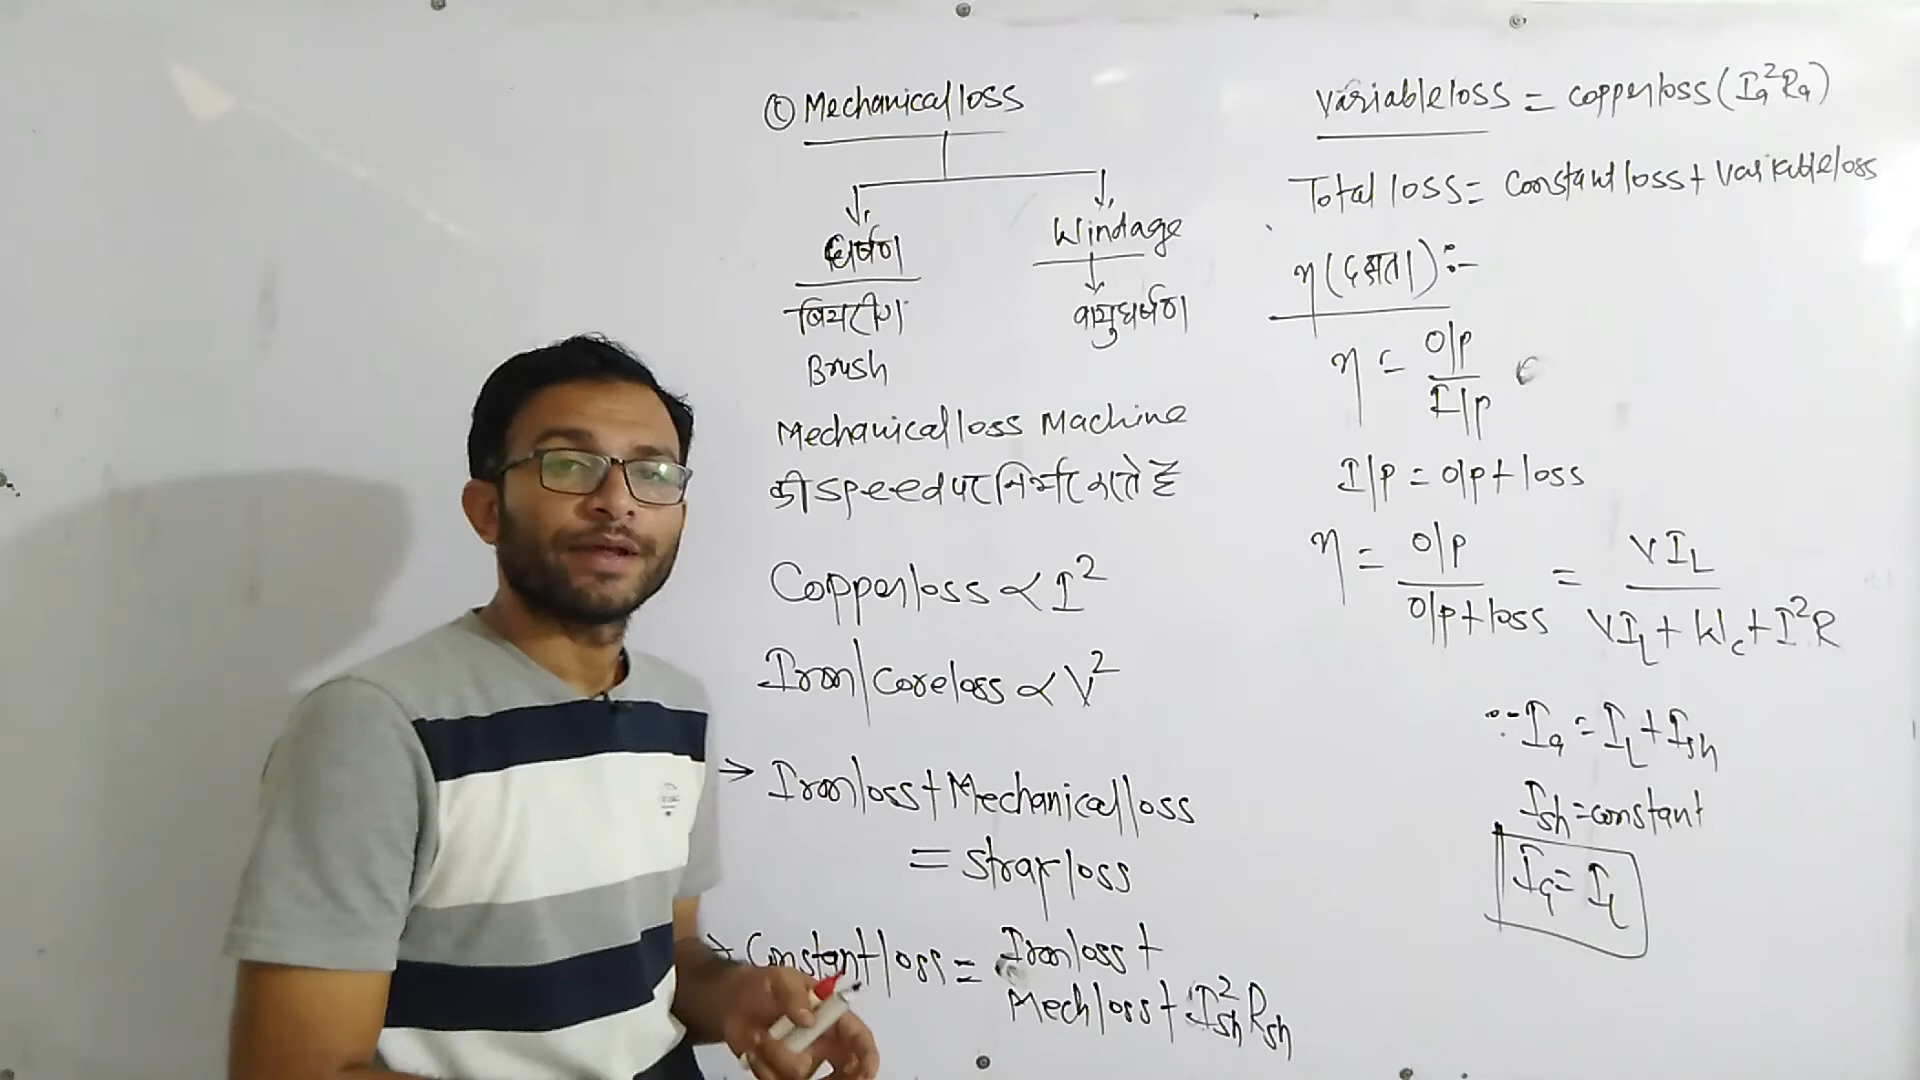 © Mechanical loss
घर्षण
Windage
बियरींग
वायुघर्षण
Brush
Mechanical loss Machine
की speed पर निर्भर करते है
Copper loss ∝ I²
Iron/core loss ∝ V²
→ Iron loss + Mechanical loss
= stray loss
→ Constant loss = Iron loss +
Mech loss + I²sh Rsh
Variable loss = copper loss (Ia²Ra)
Total loss = Constant loss + Variable loss
η (दक्षता) :-
η = O/P / I/P
I/P = O/P + loss
η = O/P / O/P + loss = VIL / VIL + Wc + I²R
∵ Ia = IL + Ish
Ish = constant
Ia = IL